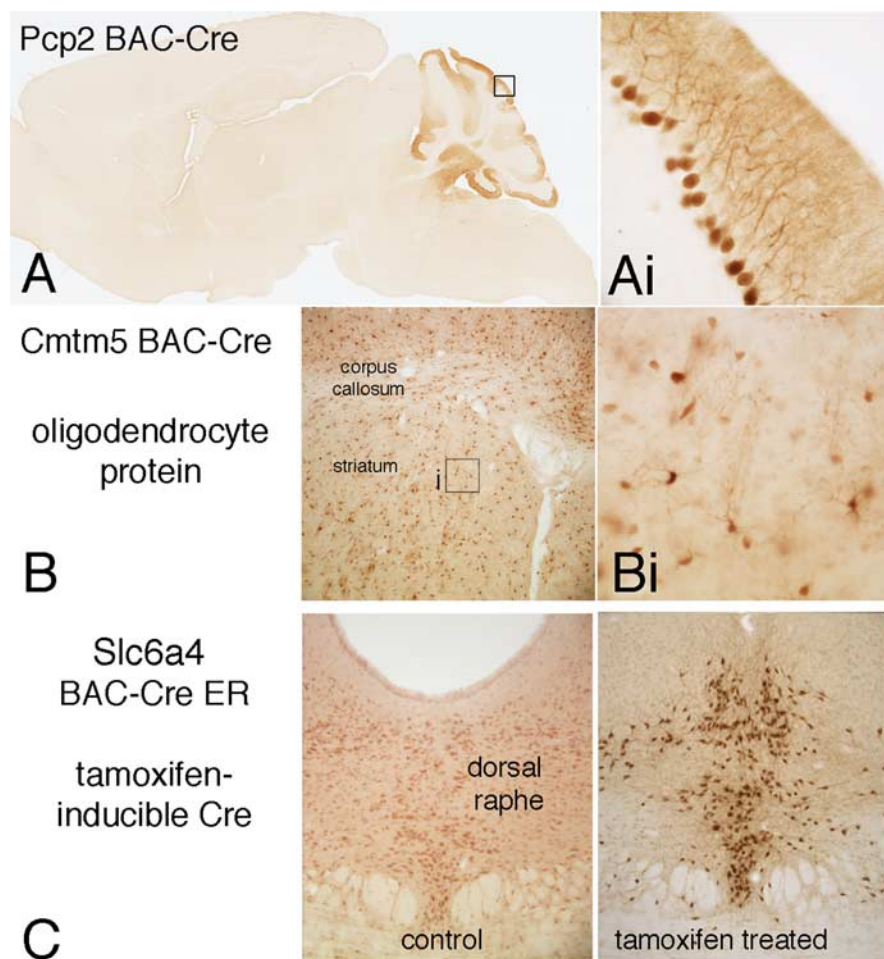 Pcp2 BAC-Cre
A
Ai
Cmtm5 BAC-Cre
oligodendrocyte
protein
corpus
callosum
striatum
i
B
Bi
Slc6a4
BAC-Cre ER
tamoxifen-
inducible Cre
dorsal
raphe
C
control
tamoxifen treated